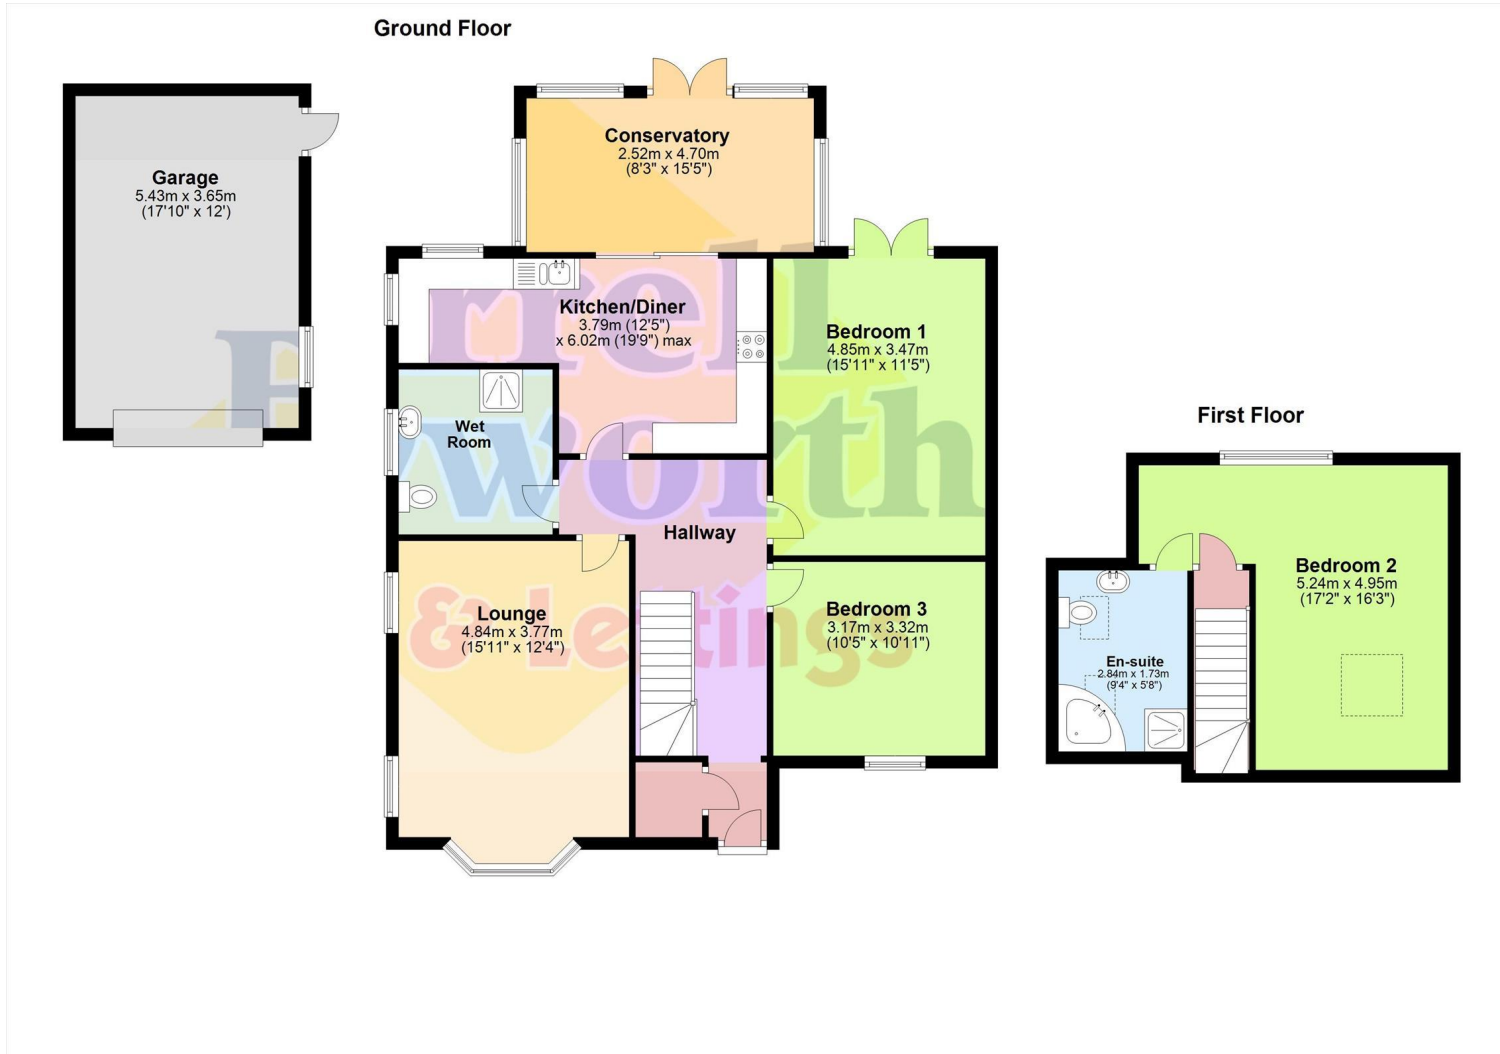 Ground Floor
Garage
5.43m x 3.65m
(17'10" x 12')
Conservatory
2.52m x 4.70m
(8'3" x 15'5")
Kitchen/Diner
3.79m (12'5")
x 6.02m (19'9") max
Bedroom 1
4.85m x 3.47m
(15'11" x 11'5")
Wet
Room
Hallway
Lounge
4.84m x 3.77m
(15'11" x 12'4")
Bedroom 3
3.17m x 3.32m
(10'5" x 10'11")
First Floor
Bedroom 2
5.24m x 4.95m
(17'2" x 16'3")
En-suite
2.84m x 1.73m
(9'4" x 5'8")
worth
& Lettings